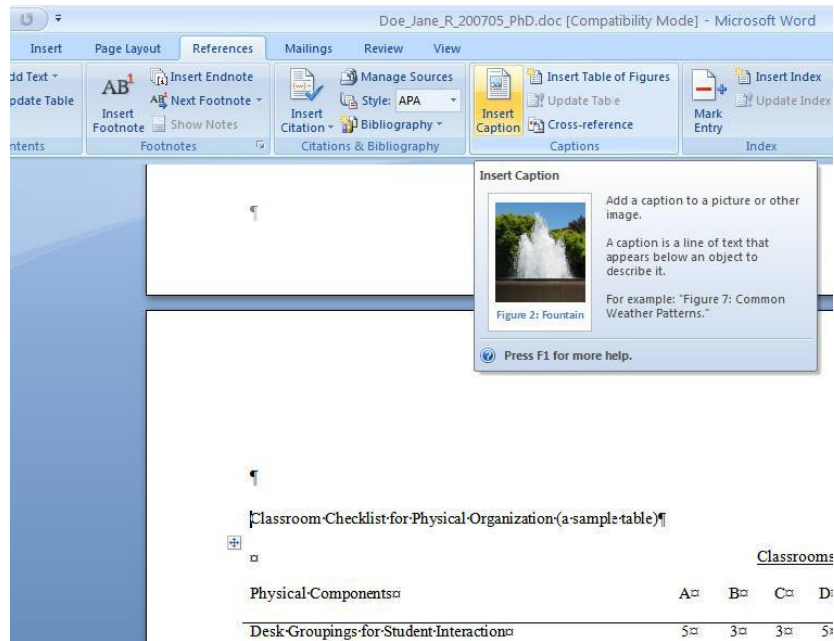 Doe_Jane_R_200705_PhD.doc [Compatibility Mode] - Microsoft Word
Insert Page Layout References Mailings Review View
dd Text
pdate Table
ntents
AB¹
Insert Footnote
Insert Endnote
AB¹ Next Footnote
Show Notes
Footnotes
Insert Citation
Manage Sources
Style: APA
Bibliography
Citations & Bibliography
Insert Caption
Insert Table of Figures
Update Table
Cross-reference
Captions
Mark Entry
Insert Index
Update Index
Index
Insert Caption
Figure 2: Fountain
Add a caption to a picture or other
image.
A caption is a line of text that
appears below an object to
describe it.
For example: "Figure 7: Common
Weather Patterns."
Press F1 for more help.
¶
¶
Classroom·Checklist·for·Physical·Organization·(a·sample·table)¶
¤ Classrooms
Physical·Components¤ A¤ B¤ C¤ D¤
Desk·Groupings·for·Student·Interaction¤ 5¤ 3¤ 3¤ 5¤